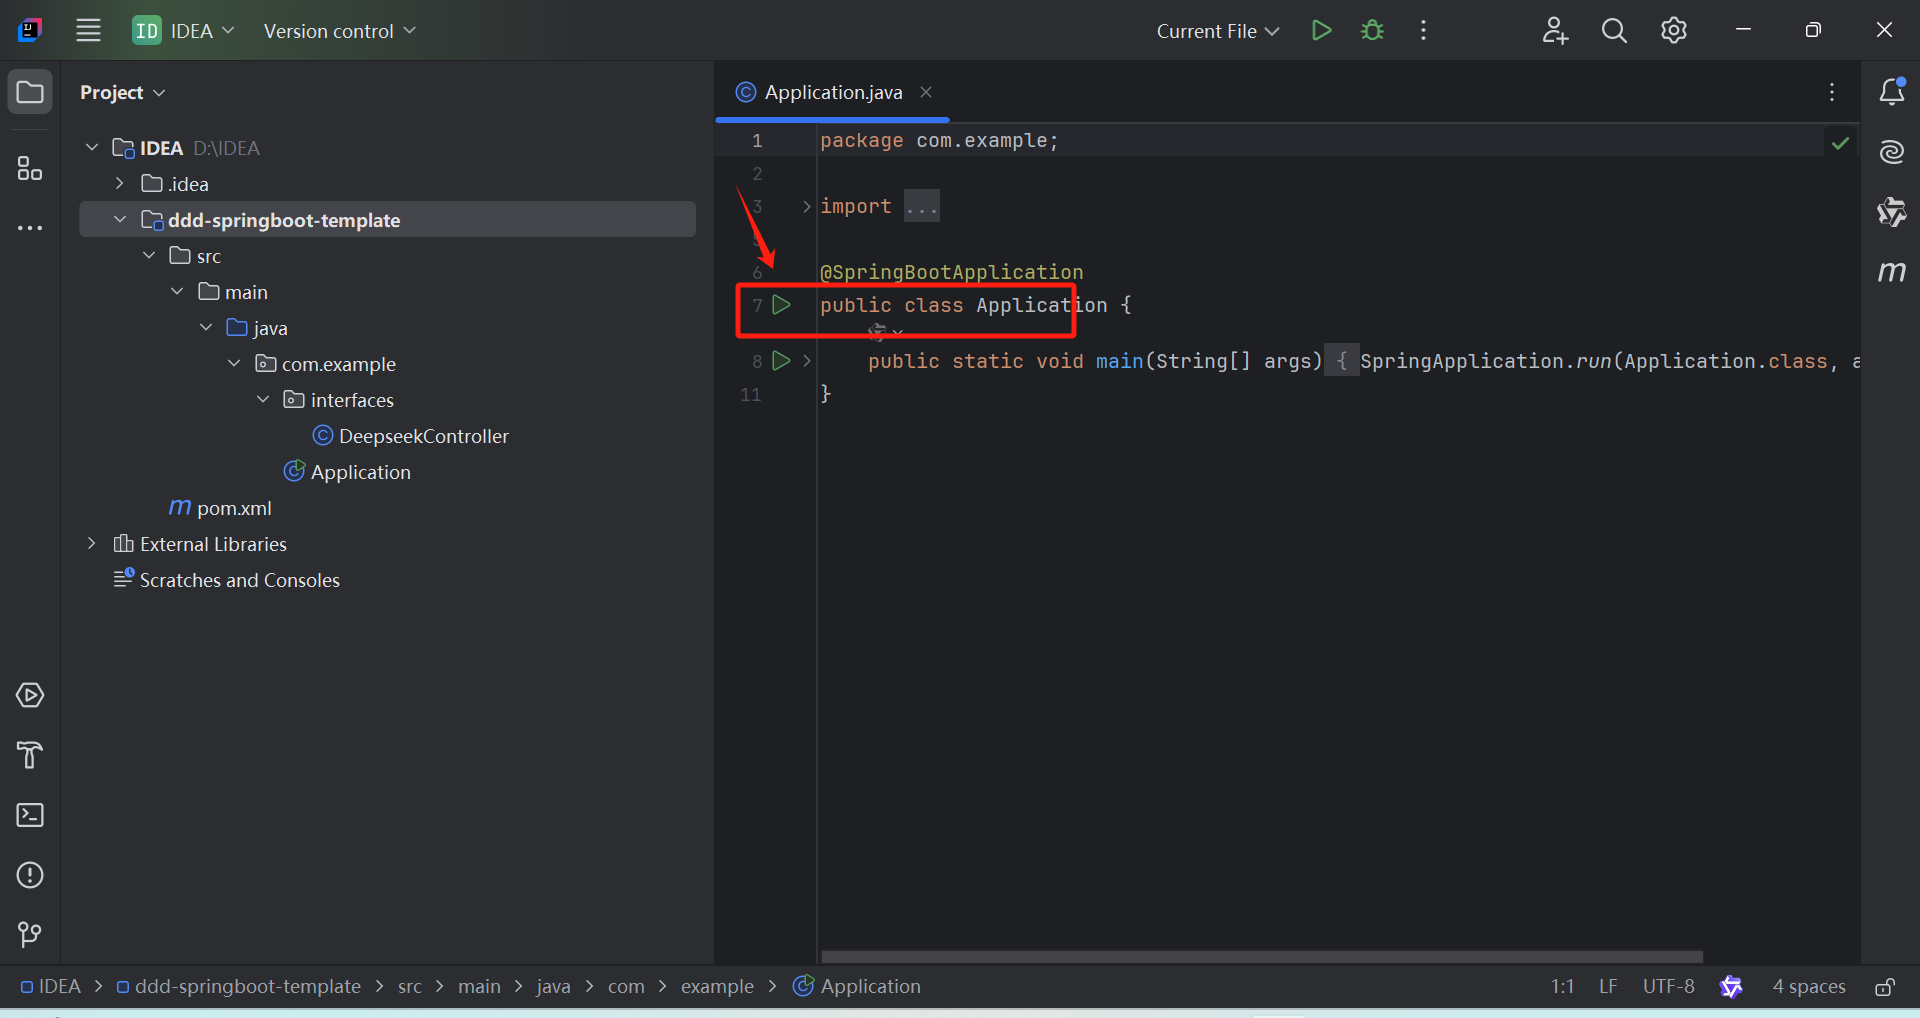 ID IDEA Version control Current File
Project
Application.java
IDEA D:\IDEA
.idea
ddd-springboot-template
src
main
java
com.example
interfaces
DeepseekController
Application
m pom.xml
External Libraries
Scratches and Consoles
1 package com.example;
2
3 import ...
5
6 @SpringBootApplication
7 public class Application {
8 public static void main(String[] args) { SpringApplication.run(Application.class, a
11 }
m
IDEA > ddd-springboot-template > src > main > java > com > example > Application 1:1 LF UTF-8 4 spaces